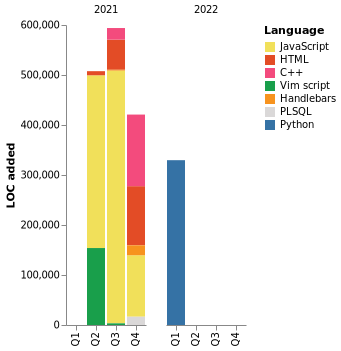 2021
2022
LOC added
600,000
500,000
400,000
300,000
200,000
100,000
0
Q1
Q2
Q3
Q4
Q1
Q2
Q3
Q4
Language
JavaScript
HTML
C++
Vim script
Handlebars
PLSQL
Python